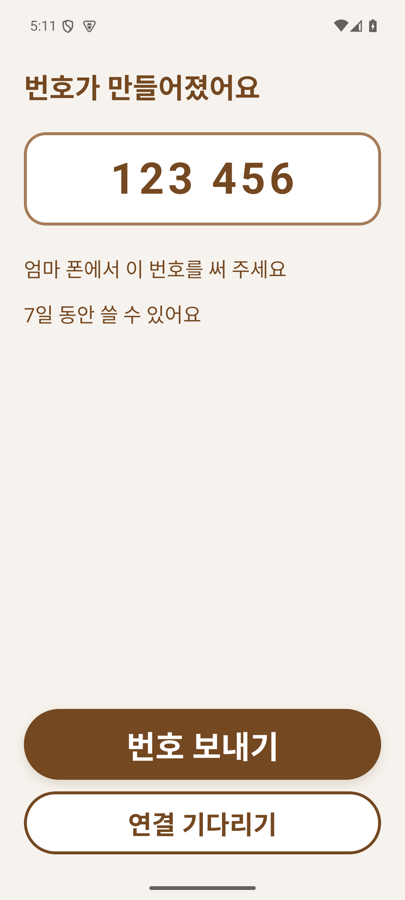 5:11
번호가 만들어졌어요
123 456
엄마 폰에서 이 번호를 써 주세요
7일 동안 쓸 수 있어요
번호 보내기
연결 기다리기